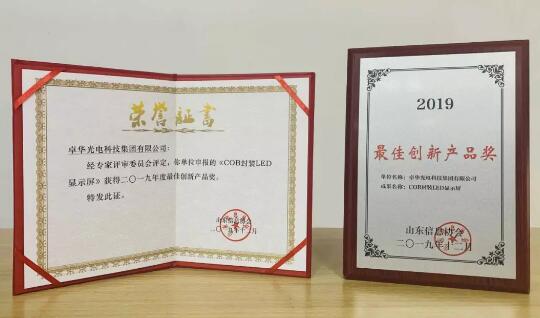 荣誉证书
卓华光电科技集团有限公司:
经专家评审委员会评定,你单位申报的《COB封装LED
显示屏》获得二〇一九年度最佳创新产品奖。
特发此证。
山东信息协会
二〇一九年十二月
2019
最佳创新产品奖
单位名称:卓华光电科技集团有限公司
成果名称:COB封装LED显示屏
山东信息协会
二〇一九年十二月